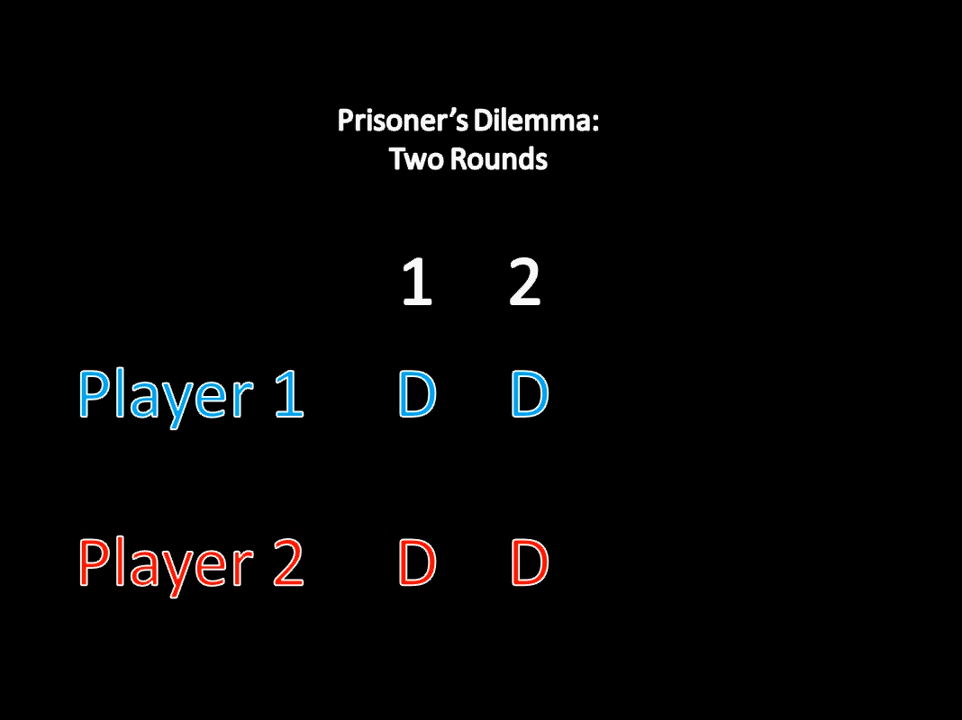 Prisoner's Dilemma:
Two Rounds
1 2
Player 1 D D
Player 2 D D